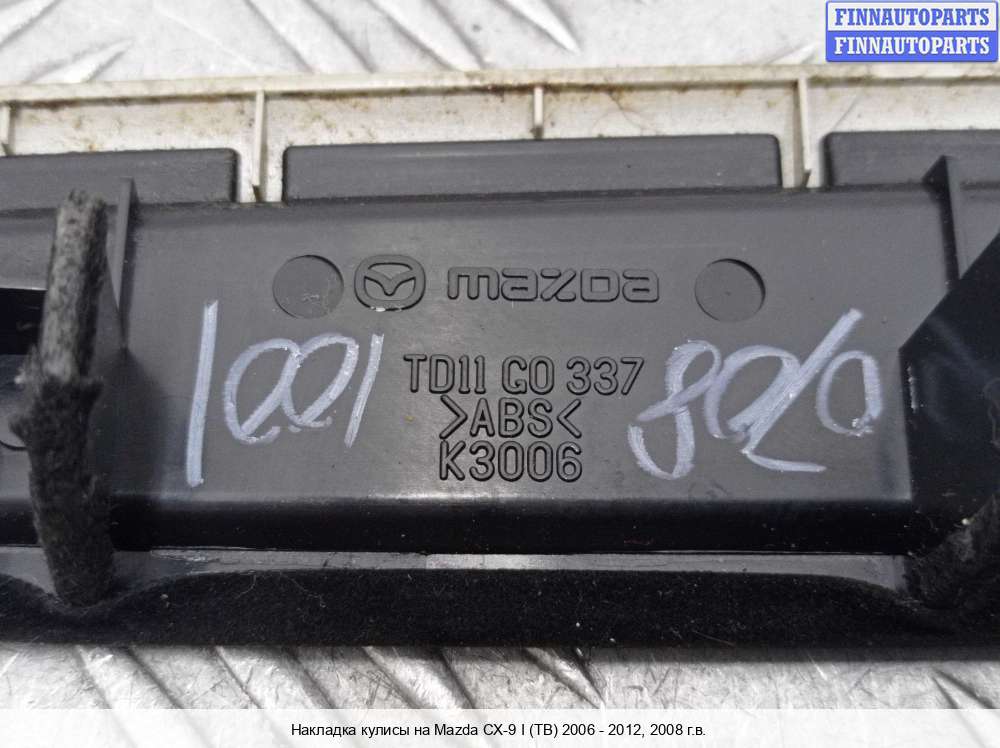 FINNAUTOPARTS
FINNAUTOPARTS
mazda
1001
TD11 G0 337
>ABS<
K3006
Накладка кулисы на Mazda CX-9 I (TB) 2006 - 2012, 2008 г.в.